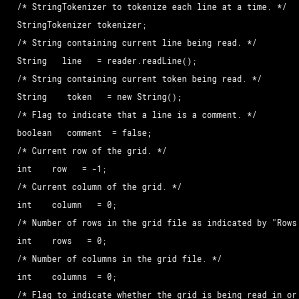 /* StringTokenizer to tokenize each line at a time. */
StringTokenizer tokenizer;
/* String containing current line being read. */
String   line   = reader.readLine();
/* String containing current token being read. */
String    token   = new String();
/* Flag to indicate that a line is a comment. */
boolean   comment  = false;
/* Current row of the grid. */
int    row   = -1;
/* Current column of the grid. */
int    column   = 0;
/* Number of rows in the grid file as indicated by "Rows
int    rows   = 0;
/* Number of columns in the grid file. */
int    columns  = 0;
/* Flag to indicate whether the grid is being read in or